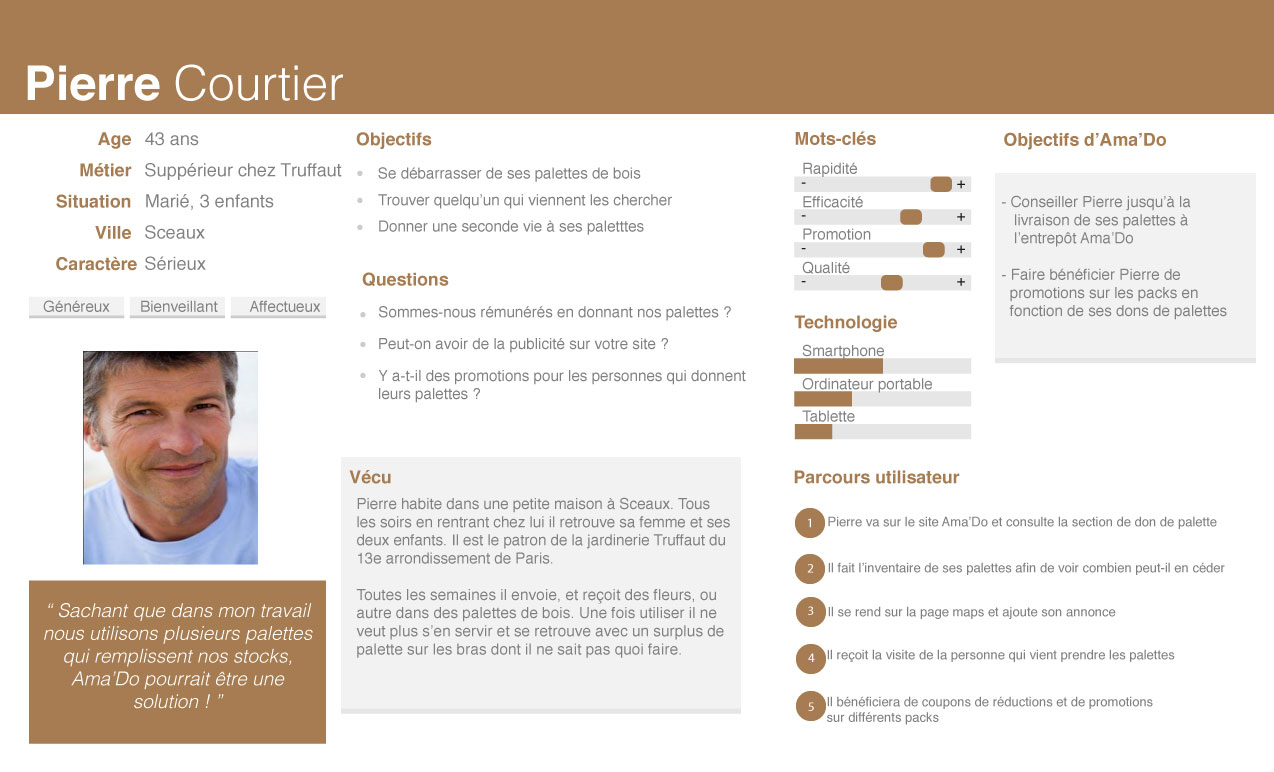 Pierre Courtier
Age 43 ans
Métier Suppérieur chez Truffaut
Situation Marié, 3 enfants
Ville Sceaux
Caractère Sérieux
Généreux Bienveillant Affectueux
“ Sachant que dans mon travail
nous utilisons plusieurs palettes
qui remplissent nos stocks,
Ama’Do pourrait être une
solution ! ”
Objectifs
Se débarrasser de ses palettes de bois
Trouver quelqu’un qui viennent les chercher
Donner une seconde vie à ses paletttes
Questions
Sommes-nous rémunérés en donnant nos palettes ?
Peut-on avoir de la publicité sur votre site ?
Y a-t-il des promotions pour les personnes qui donnent
leurs palettes ?
Vécu
Pierre habite dans une petite maison à Sceaux. Tous
les soirs en rentrant chez lui il retrouve sa femme et ses
deux enfants. Il est le patron de la jardinerie Truffaut du
13e arrondissement de Paris.
Toutes les semaines il envoie, et reçoit des fleurs, ou
autre dans des palettes de bois. Une fois utiliser il ne
veut plus s’en servir et se retrouve avec un surplus de
palette sur les bras dont il ne sait pas quoi faire.
Mots-clés
Rapidité
- +
Efficacité
- +
Promotion
- +
Qualité
- +
Technologie
Smartphone
Ordinateur portable
Tablette
Objectifs d’Ama’Do
- Conseiller Pierre jusqu’à la
livraison de ses palettes à
l’entrepôt Ama’Do
- Faire bénéficier Pierre de
promotions sur les packs en
fonction de ses dons de palettes
Parcours utilisateur
1 Pierre va sur le site Ama’Do et consulte la section de don de palette
2 Il fait l’inventaire de ses palettes afin de voir combien peut-il en céder
3 Il se rend sur la page maps et ajoute son annonce
4 Il reçoit la visite de la personne qui vient prendre les palettes
5 Il bénéficiera de coupons de réductions et de promotions
sur différents packs